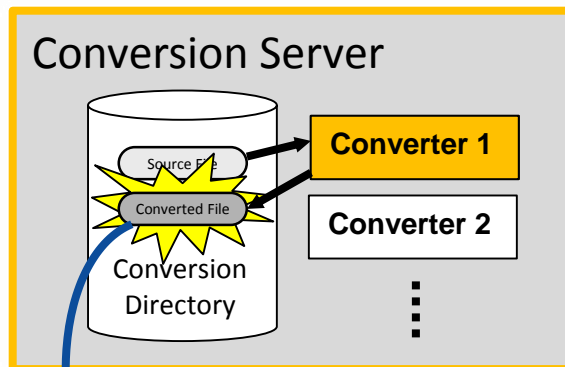 Conversion Server
Source File
Converter 1
Converted File
Converter 2
Conversion
Directory